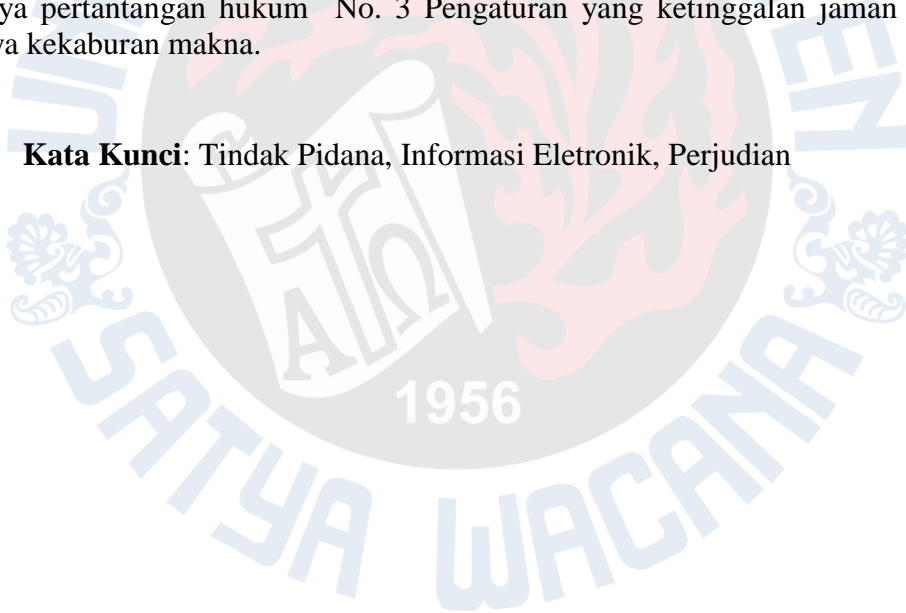 ya pertantangan hukum No. 3 Pengaturan yang ketinggalan jaman
ya kekaburan makna.
Kata Kunci: Tindak Pidana, Informasi Eletronik, Perjudian
ΑΩ
1956
SATYA WACANA